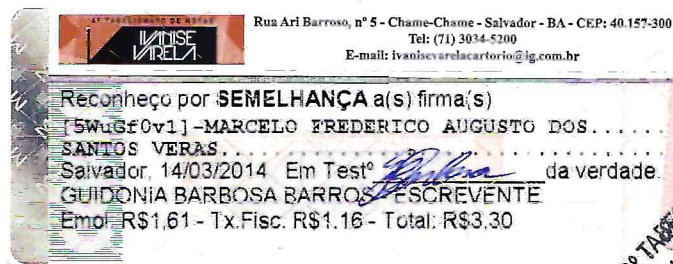 6º TABELIONATO DE NOTAS
IVANISE
VARELA
Rua Ari Barroso, nº 5 - Chame-Chame - Salvador - BA - CEP: 40.157-300
Tel: (71) 3034-5200
E-mail: ivanisevarelacartorio@ig.com.br
Reconheço por SEMELHANÇA a(s) firma(s)
[5WuGf0v1]-MARCELO FREDERICO AUGUSTO DOS......
SANTOS VERAS..............................
Salvador, 14/03/2014 Em Testº da verdade.
GUIDONIA BARBOSA BARROS ESCREVENTE
Emol: R$1,61 - Tx.Fisc. R$1,16 - Total: R$3,30